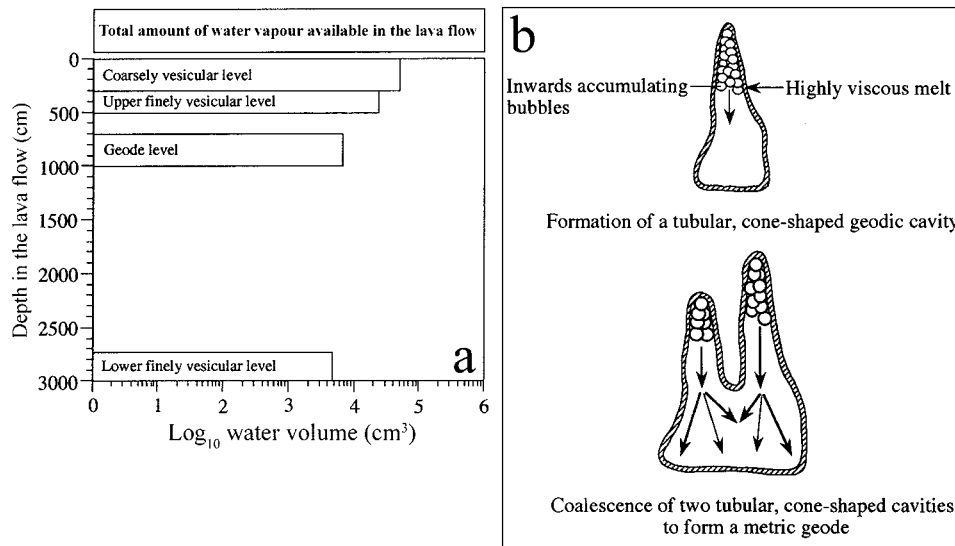 Total amount of water vapour available in the lava flow
0
500
1000
1500
2000
2500
3000
Depth in the lava flow (cm)
Coarsely vesicular level
Upper finely vesicular level
Geode level
Lower finely vesicular level
a
0 1 2 3 4 5 6
Log10 water volume (cm³)
b
Inwards accumulating
bubbles
Highly viscous melt
Formation of a tubular, cone-shaped geodic cavity
Coalescence of two tubular, cone-shaped cavities
to form a metric geode